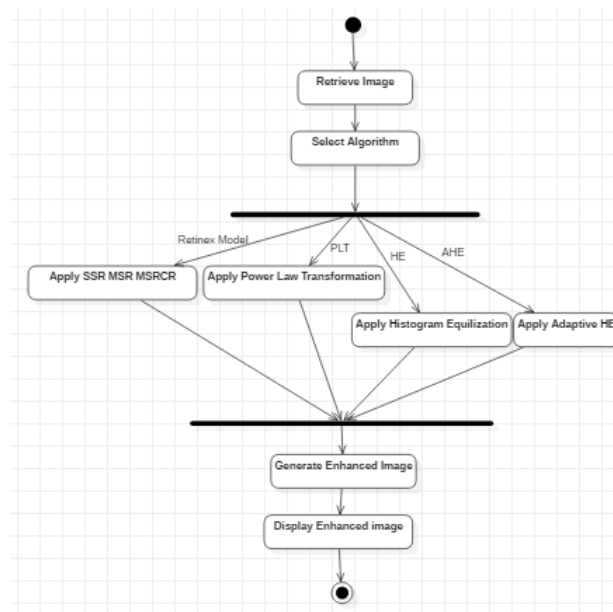 Retrieve Image
Select Algorithm
Retinex Model
PLT
HE
AHE
Apply SSR MSR MSRCR
Apply Power Law Transformation
Apply Histogram Equilization
Apply Adaptive HE
Generate Enhanced Image
Display Enhanced image